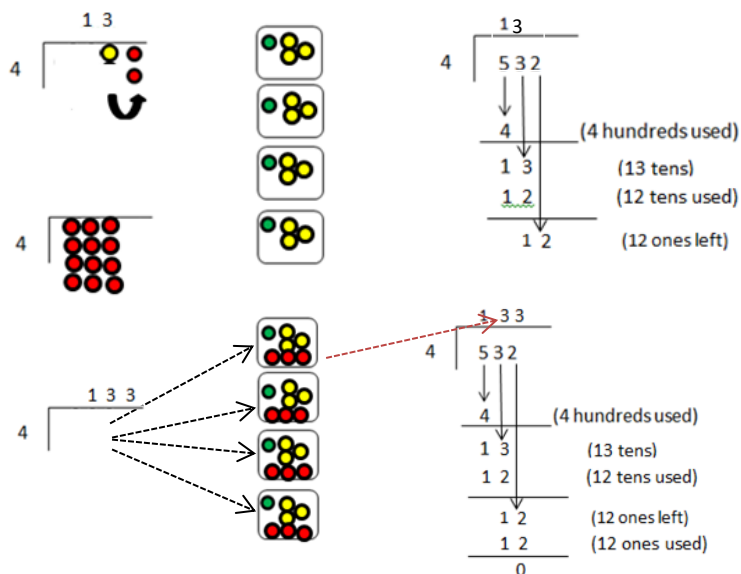 1 3
4
4
1 3
4
5 3 2
4 (4 hundreds used)
1 3 (13 tens)
1 2 (12 tens used)
1 2 (12 ones left)
1 3 3
4
1 3 3
4
5 3 2
4 (4 hundreds used)
1 3 (13 tens)
1 2 (12 tens used)
1 2 (12 ones left)
1 2 (12 ones used)
0